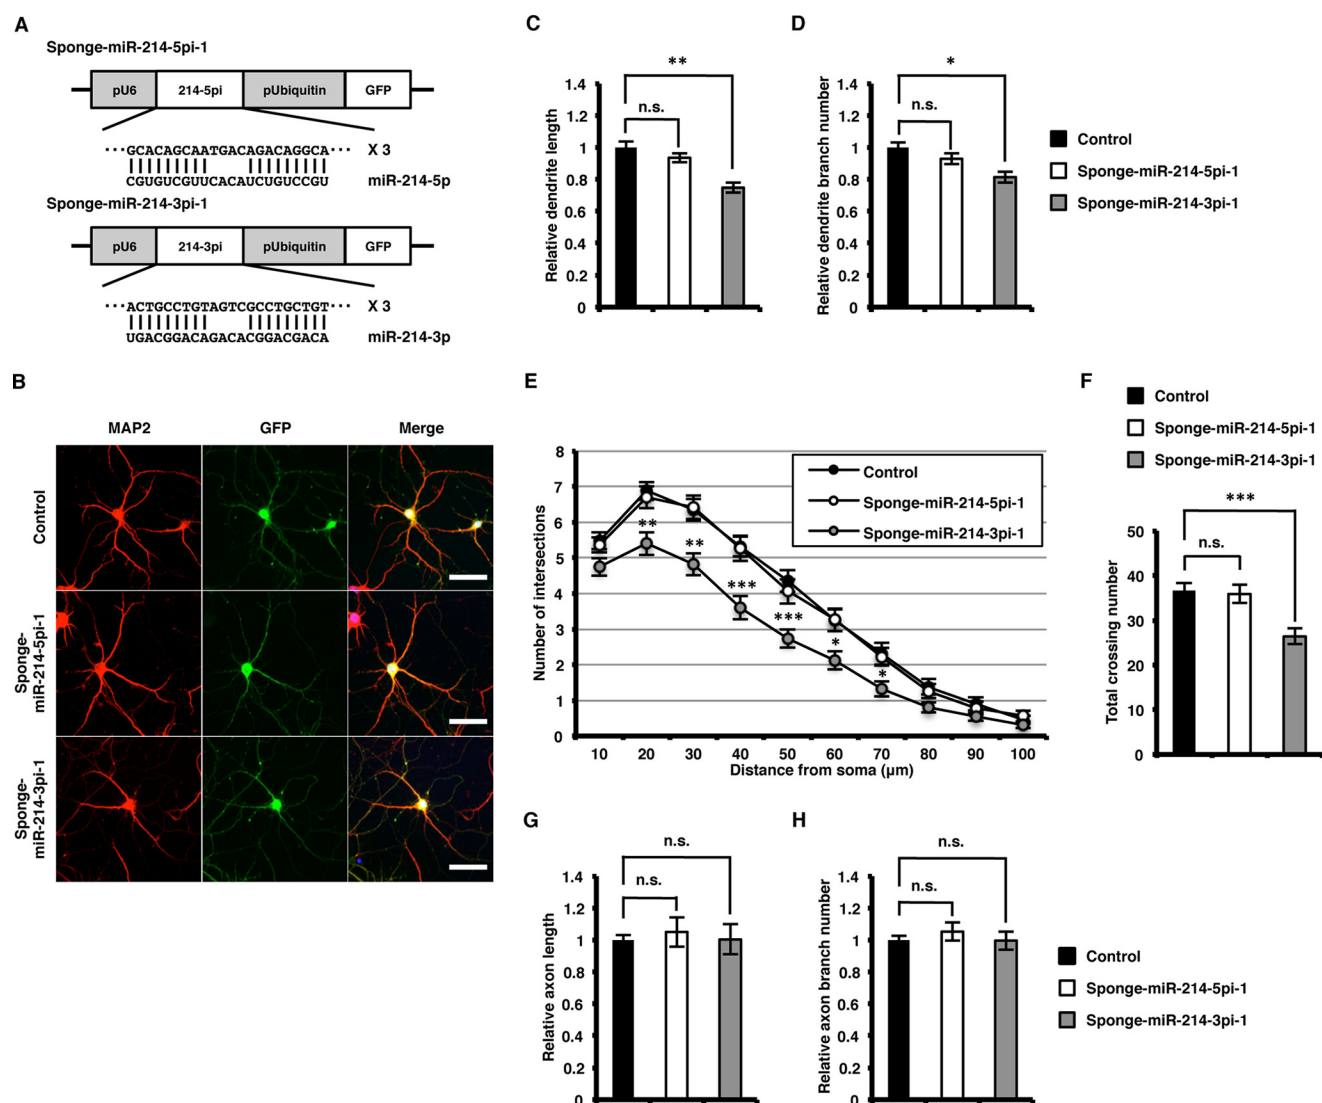 A
Sponge-miR-214-5pi-1
pU6 214-5pi pUbiquitin GFP
···GCACAGCAATGACAGACAGGCA··· X 3
CGUGUCGUUCACAUCUGUCCGU miR-214-5p
Sponge-miR-214-3pi-1
pU6 214-3pi pUbiquitin GFP
···ACTGCCTGTAGTCGCCTGCTGT··· X 3
UGACGGACAGACACGGACGACA miR-214-3p
B
MAP2 GFP Merge
Control
Sponge-
miR-214-5pi-1
Sponge-
miR-214-3pi-1
C
Relative dendrite length
1.4
1.2
1
0.8
0.6
0.4
0.2
0
n.s.
**
D
Relative dendrite branch number
1.4
1.2
1
0.8
0.6
0.4
0.2
0
n.s.
*
Control
Sponge-miR-214-5pi-1
Sponge-miR-214-3pi-1
E
Number of intersections
8
7
6
5
4
3
2
1
0
Control
Sponge-miR-214-5pi-1
Sponge-miR-214-3pi-1
**
**
***
***
*
*
10 20 30 40 50 60 70 80 90 100
Distance from soma (μm)
F
Control
Sponge-miR-214-5pi-1
Sponge-miR-214-3pi-1
Total crossing number
50
40
30
20
10
0
n.s.
***
G
Relative axon length
1.4
1.2
1
0.8
0.6
0.4
0.2
0
n.s.
n.s.
H
Relative axon branch number
1.4
1.2
1
0.8
0.6
0.4
0.2
0
n.s.
n.s.
Control
Sponge-miR-214-5pi-1
Sponge-miR-214-3pi-1